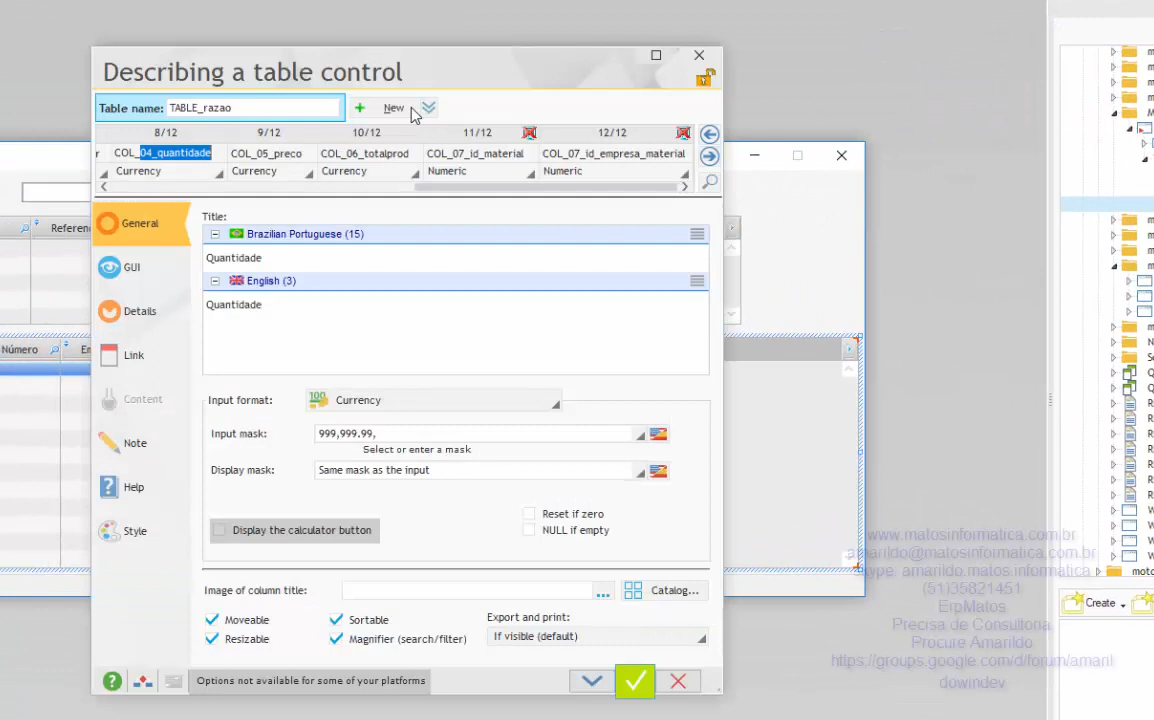 Describing a table control
Table name: TABLE_razao
New
8/12 9/12 10/12 11/12 12/12
r COL_04_quantidade COL_05_preco COL_06_totalprod COL_07_id_material COL_07_id_empresa_material
Currency Currency Currency Numeric Numeric
Referen
Número
En
General
GUI
Details
Link
Content
Note
Help
Style
Title:
Brazilian Portuguese (15)
Quantidade
English (3)
Quantidade
Input format: Currency
Input mask: 999,999.99,
Select or enter a mask
Display mask: Same mask as the input
Display the calculator button
Reset if zero
NULL if empty
Image of column title: ... Catalog...
Moveable
Resizable
Sortable
Magnifier (search/filter)
Export and print:
If visible (default)
Options not available for some of your platforms
www.matosinformatica.com.br
amarildo@matosinformatica.com.br
skype amarildo.matos.informatica
(51)35821451
ErpMatos
Precisa de Consultoria
Procure Amarildo
https://groups.google.com/d/forum/amaril
dowindev
Create
moto